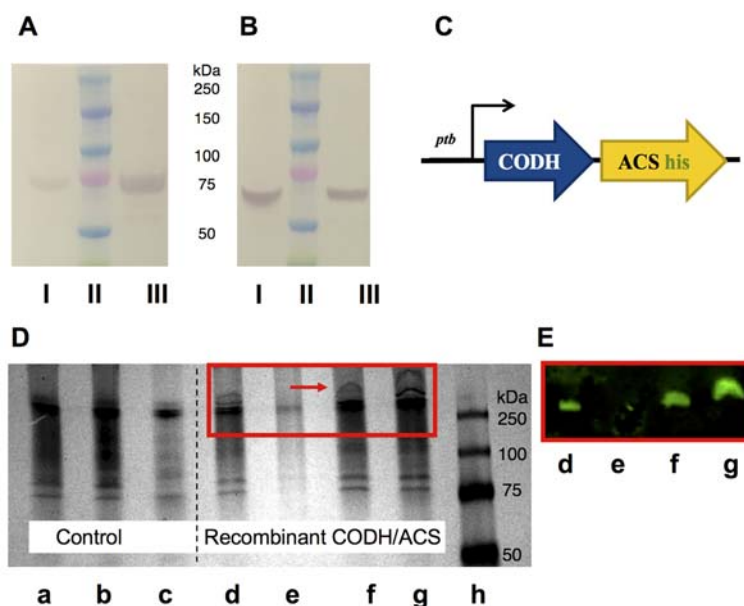 A
B
C
kDa
250
150
100
75
50
I II III
I II III
ptb
CODH
ACS his
D
E
kDa
250
100
75
50
Control
Recombinant CODH/ACS
a b c d e f g h
d e f g